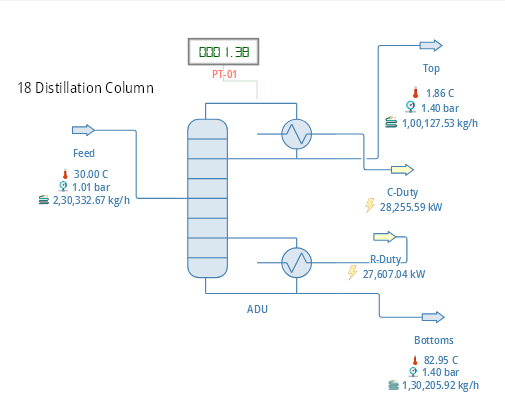 0001.38
PT-01
18 Distillation Column
Top
1.86 C
1.40 bar
1,00,127.53 kg/h
Feed
30.00 C
1.01 bar
2,30,332.67 kg/h
C-Duty
28,255.59 kW
R-Duty
27,607.04 kW
ADU
Bottoms
82.95 C
1.40 bar
1,30,205.92 kg/h